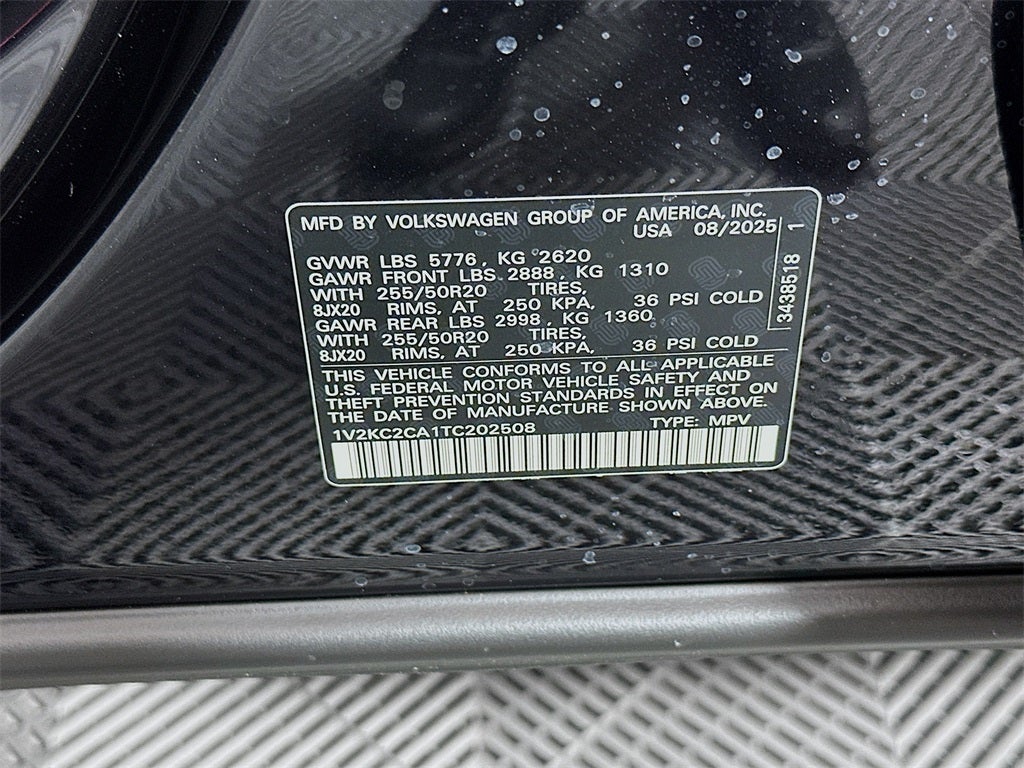 MFD BY VOLKSWAGEN GROUP OF AMERICA, INC.
USA 08/2025
GVWR LBS 5776, KG 2620
GAWR FRONT LBS 2888, KG 1310
WITH 255/50R20 TIRES,
8JX20 RIMS, AT 250 KPA, 36 PSI COLD
GAWR REAR LBS 2998, KG 1360
WITH 255/50R20 TIRES,
8JX20 RIMS, AT 250 KPA, 36 PSI COLD
THIS VEHICLE CONFORMS TO ALL APPLICABLE
U.S. FEDERAL MOTOR VEHICLE SAFETY AND
THEFT PREVENTION STANDARDS IN EFFECT ON
THE DATE OF MANUFACTURE SHOWN ABOVE.
1V2KC2CA1TC202508 TYPE: MPV
3438518 1